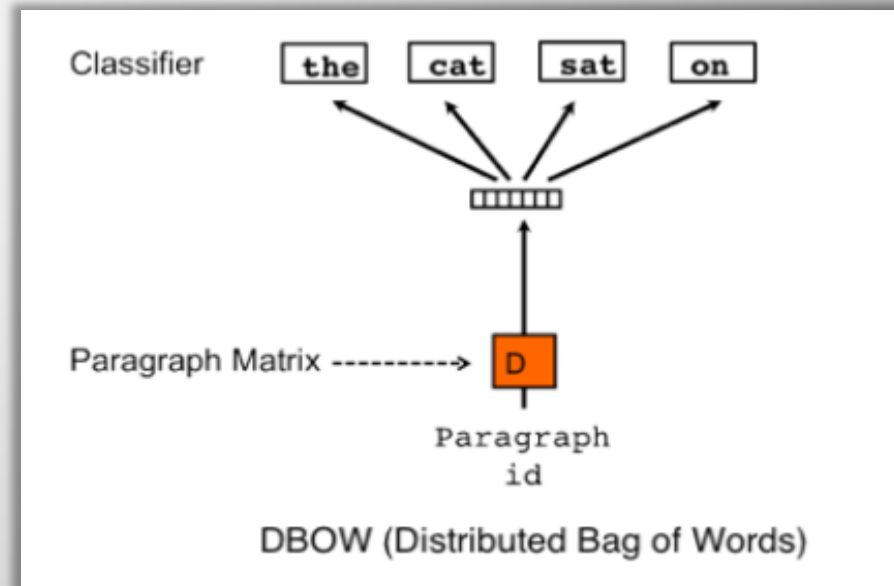 Classifier the cat sat on
Paragraph Matrix D
Paragraph
id
DBOW (Distributed Bag of Words)